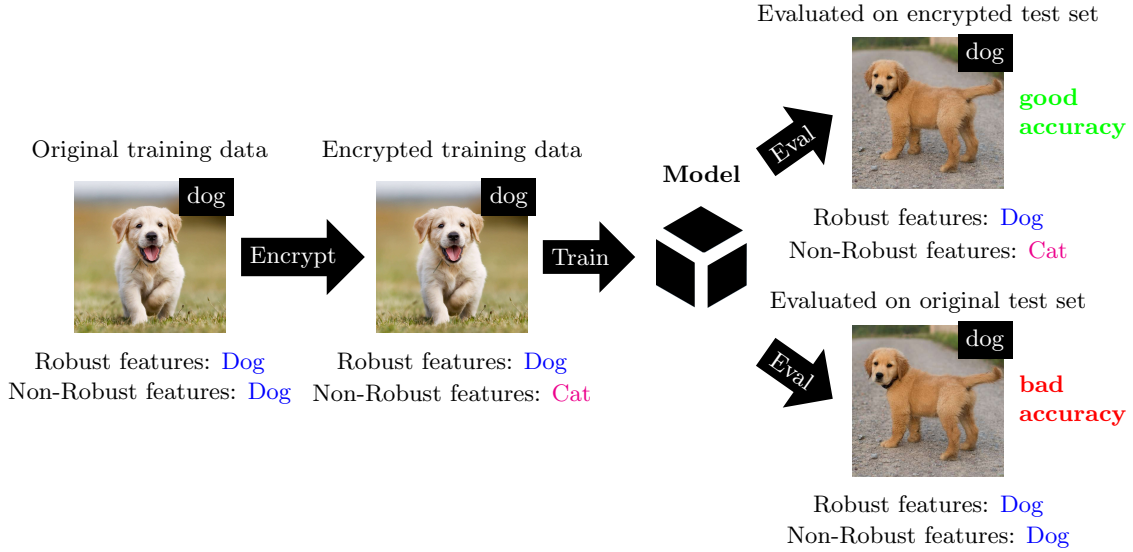 Original training data
dog
Robust features: Dog
Non-Robust features: Dog
Encrypt
Encrypted training data
dog
Robust features: Dog
Non-Robust features: Cat
Train
Model
Eval
Evaluated on encrypted test set
dog
good
accuracy
Robust features: Dog
Non-Robust features: Cat
Eval
Evaluated on original test set
dog
bad
accuracy
Robust features: Dog
Non-Robust features: Dog